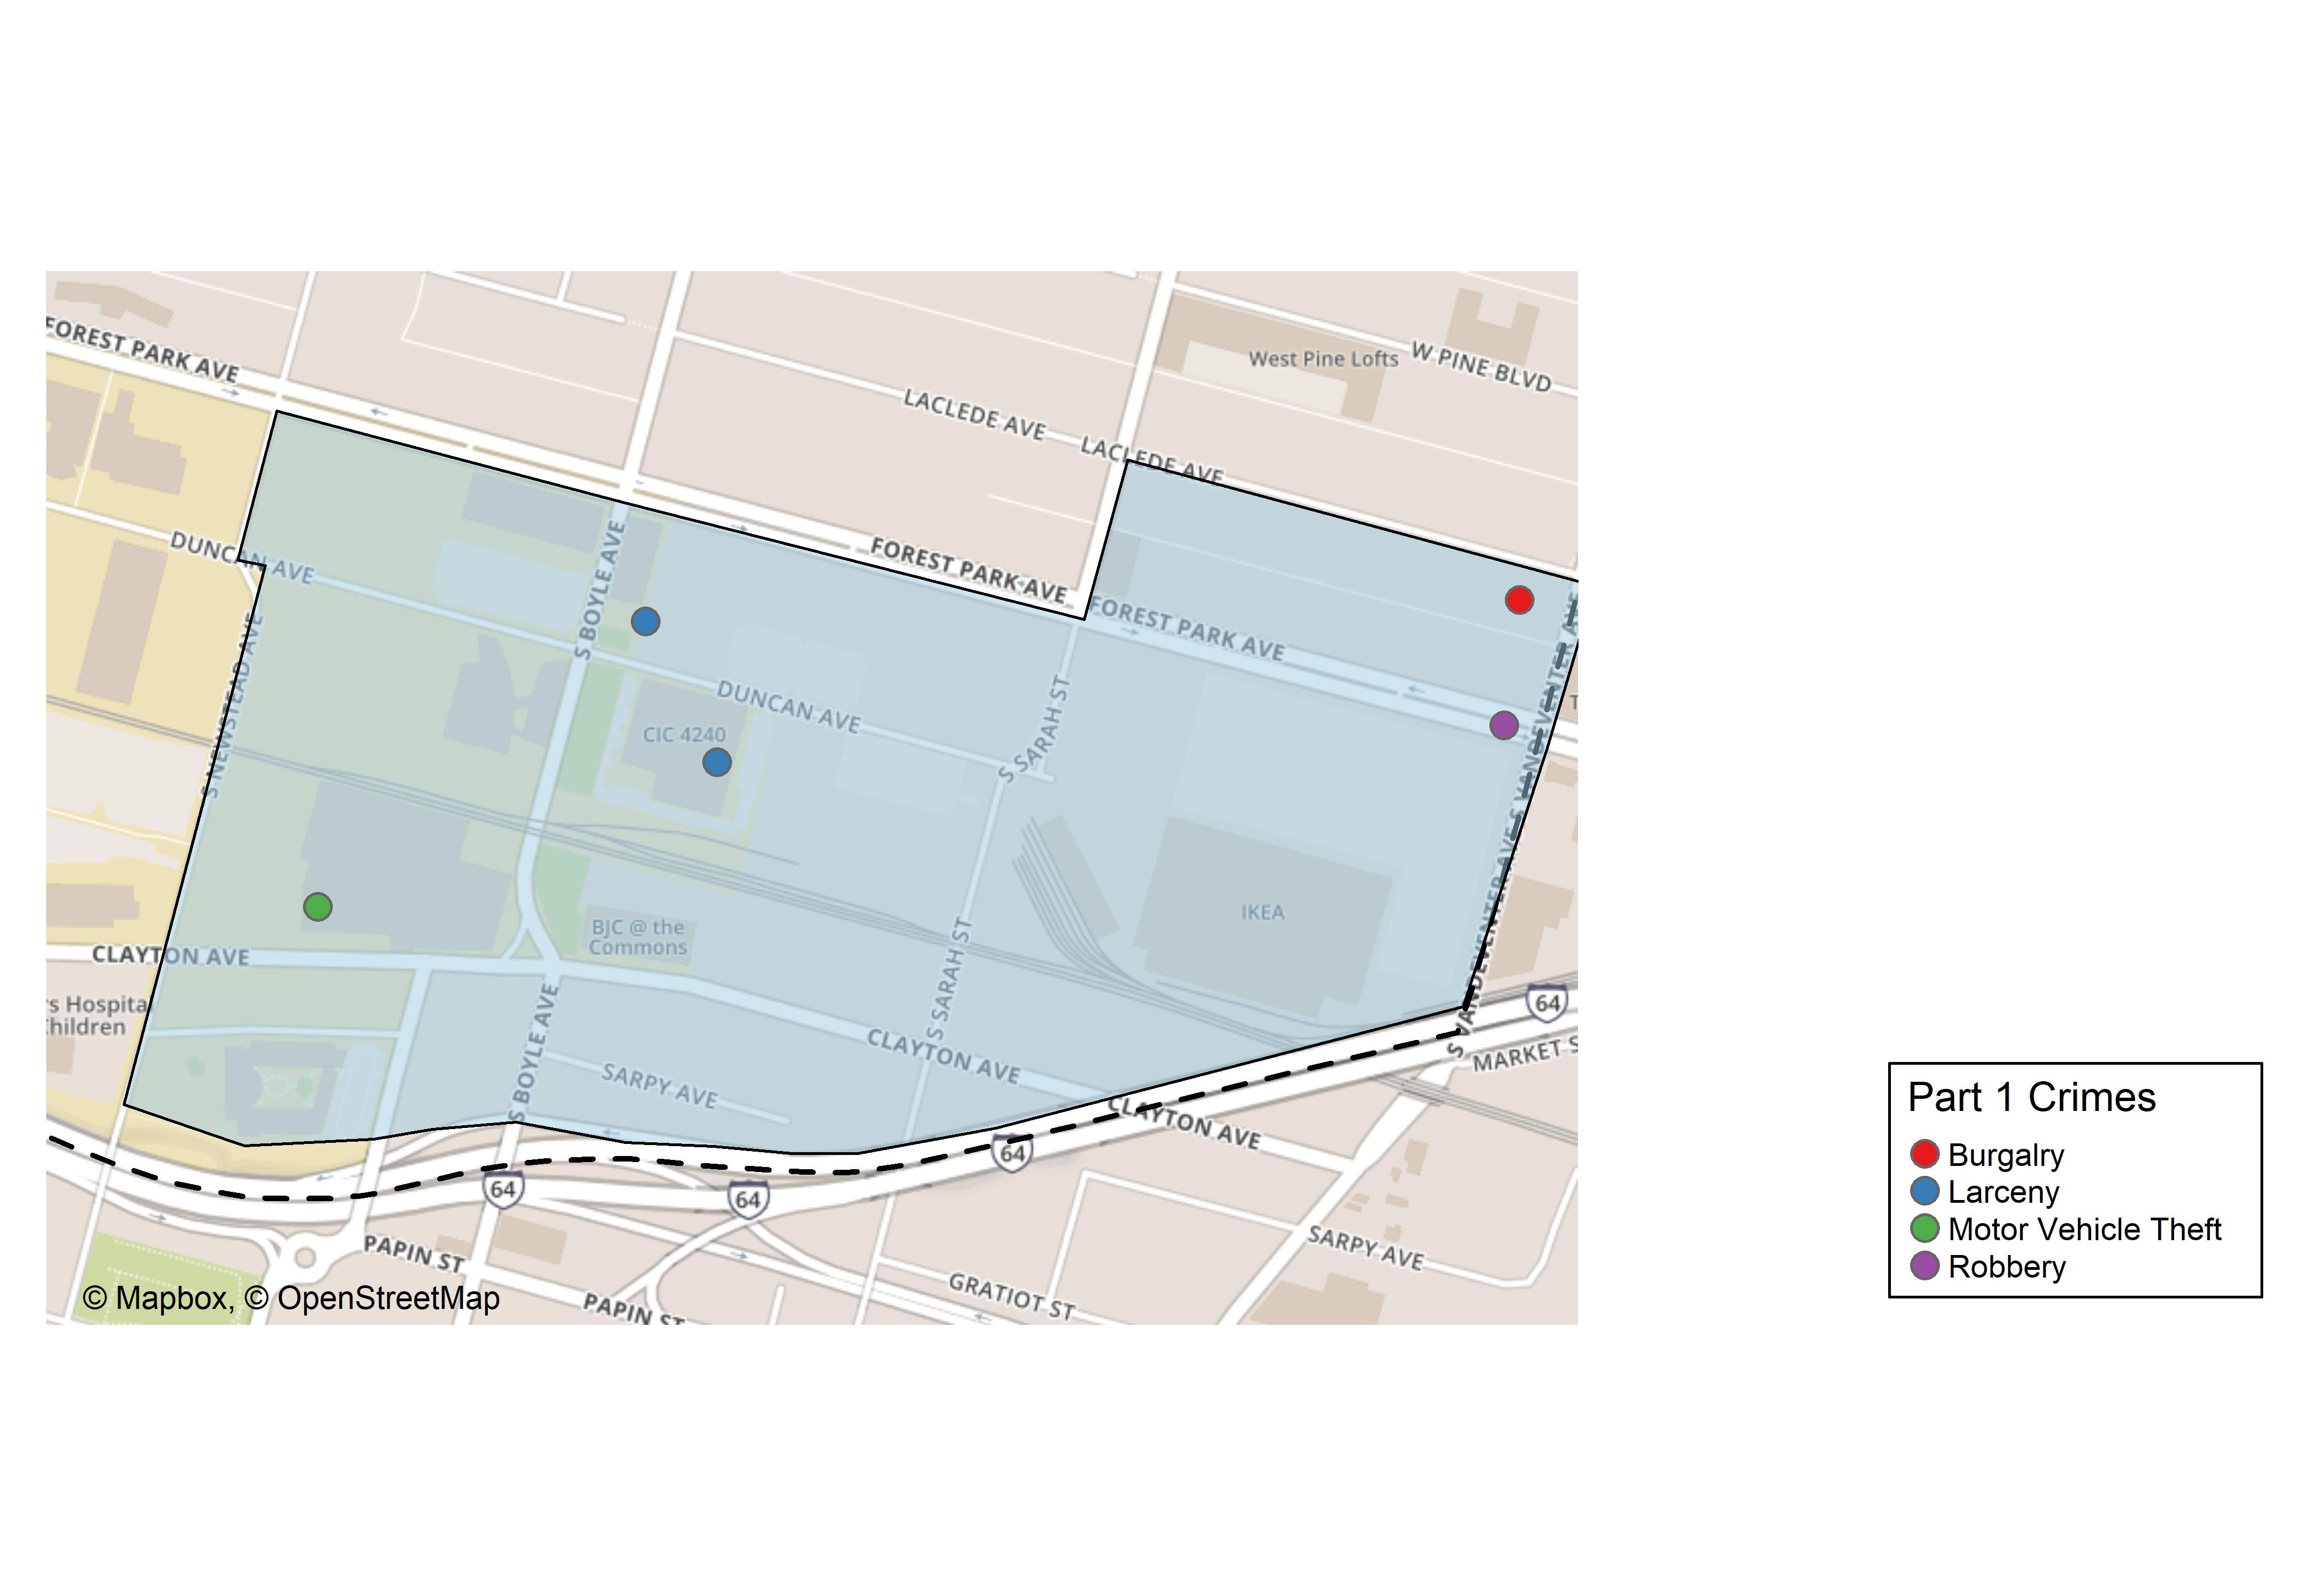 FOREST PARK AVE
West Pine Lofts
W PINE BLVD
LACLEDE AVE
LACLEDE AVE
DUNCAN AVE
S BOYLE AVE
FOREST PARK AVE
FOREST PARK AVE
S NEWSTEAD AVE
DUNCAN AVE
CIC 4240
S SARAH ST
S VANDEVENTER AVE
T
S VANDEVENTER AVE
BJC @ the
Commons
IKEA
CLAYTON AVE
S SARAH ST
s Hospita
Children
S BOYLE AVE
CLAYTON AVE
SARPY AVE
64
MARKET S
CLAYTON AVE
64
64
64
PAPIN ST
SARPY AVE
GRATIOT ST
PAPIN ST
© Mapbox, © OpenStreetMap
Part 1 Crimes
Burgalry
Larceny
Motor Vehicle Theft
Robbery